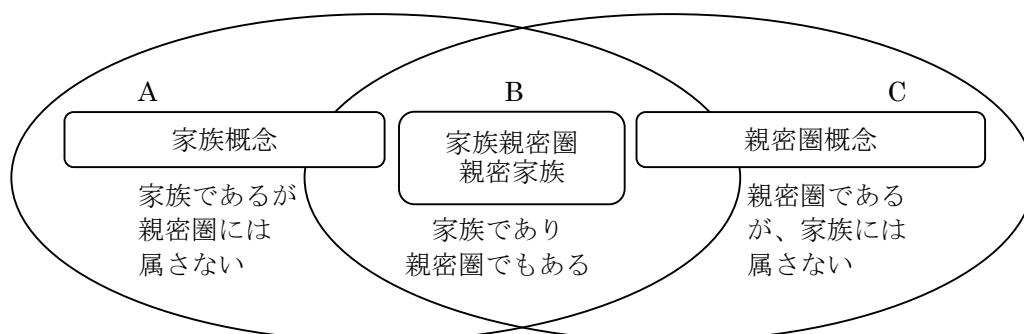 A
B
C
家族概念
家族親密圏
親密家族
親密圏概念
家族であるが
親密圏には
属さない
家族であり
親密圏でもある
親密圏である
が、家族には
属さない